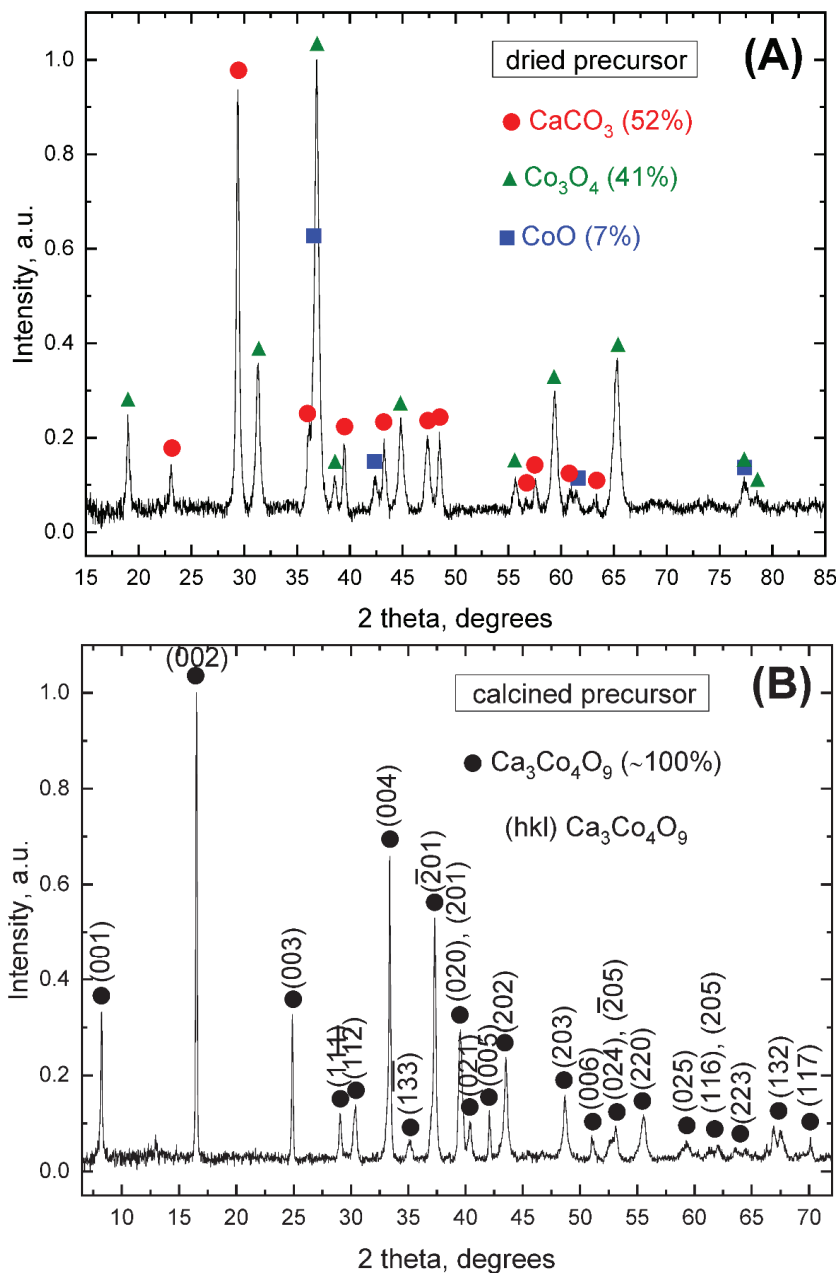 (A)
dried precursor
CaCO₃ (52%)
Co₃O₄ (41%)
CoO (7%)
Intensity, a.u.
1.0
0.8
0.6
0.4
0.2
0.0
15 20 25 30 35 40 45 50 55 60 65 70 75 80 85
2 theta, degrees
(B)
calcined precursor
Ca₃Co₄O₉ (~100%)
(hkl) Ca₃Co₄O₉
Intensity, a.u.
1.0
0.8
0.6
0.4
0.2
0.0
(001)
(002)
(003)
(112)
(004)
(133)
(2̅01)
(020), (201)
(005)
(202)
(203)
(006)
(024), (2̅05)
(220)
(025)
(116), (205)
(223)
(132)
(117)
10 15 20 25 30 35 40 45 50 55 60 65 70
2 theta, degrees